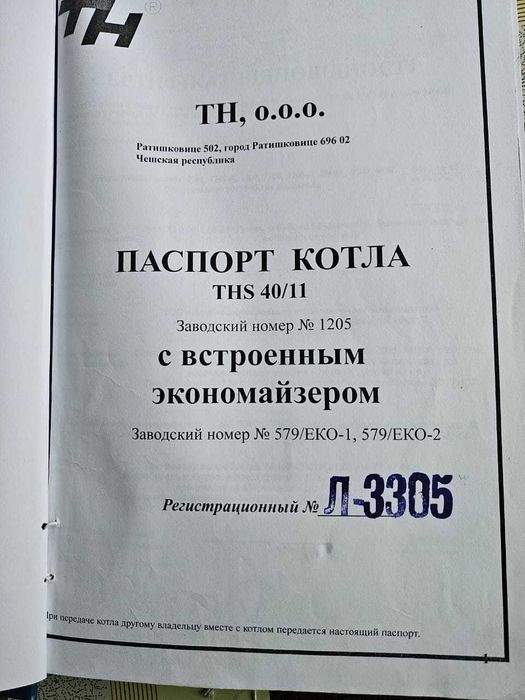 TH ®
ТН, о.о.о.
Ратишковице 502, город Ратишковице 696 02
Чешская республика
ПАСПОРТ КОТЛА
THS 40/11
Заводский номер № 1205
с встроенным
экономайзером
Заводский номер № 579/ЕКО-1, 579/ЕКО-2
Регистрационный № Л-3305
При передаче котла другому владельцу вместе с котлом передается настоящий паспорт.